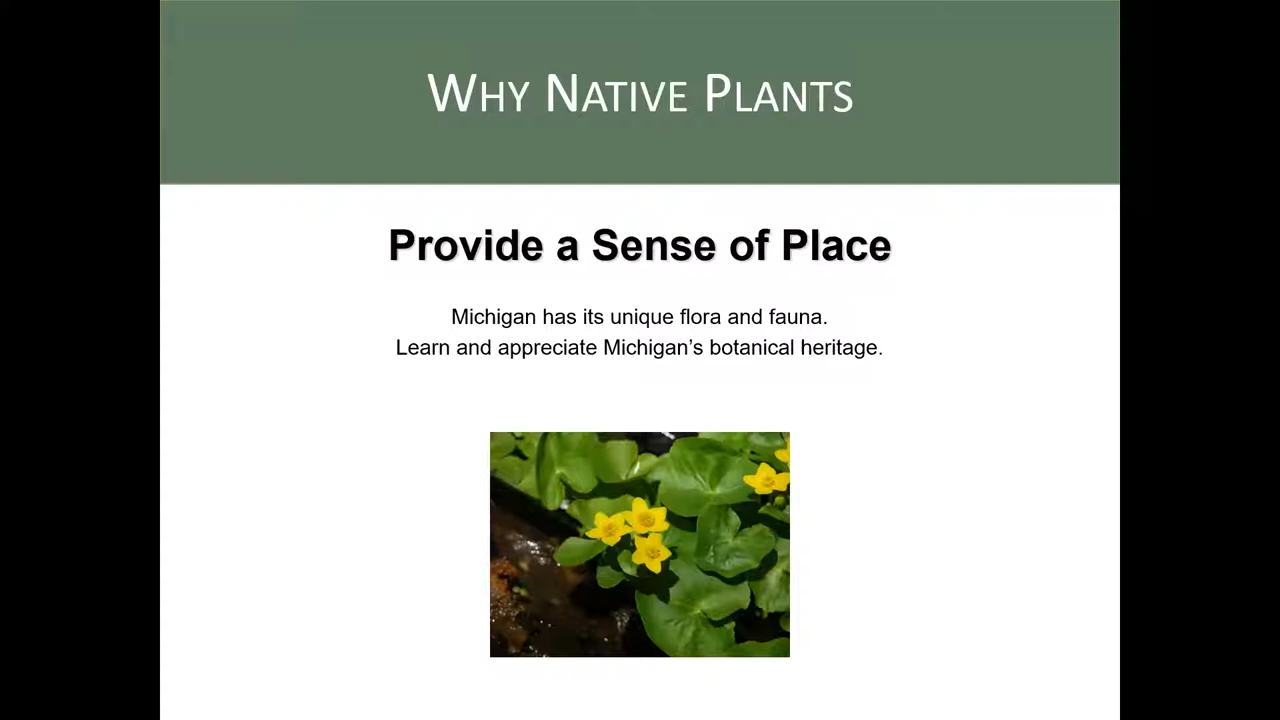 Why Native Plants
Provide a Sense of Place
Michigan has its unique flora and fauna.
Learn and appreciate Michigan’s botanical heritage.